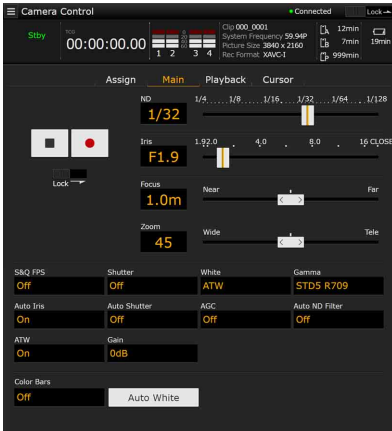 Camera Control
Connected
Lock
Stby
TCG
00:00:00.00
1 2 3 4
Clip 000_0001
System Frequency 59.94P
Picture Size 3840 x 2160
Rec Format XAVC-I
A 12min
B 7min
999min
19min
Assign Main Playback Cursor
ND
1/32
1/4 1/8 1/16 1/32 1/64 1/128
Iris
F1.9
1.92.0 4.0 8.0 16 CLOSE
Lock
Focus
1.0m
Near Far
Zoom
45
Wide Tele
S&Q FPS Shutter White Gamma
Off Off ATW STD5 R709
Auto Iris Auto Shutter AGC Auto ND Filter
On Off Off Off
ATW Gain
On 0dB
Color Bars
Off Auto White